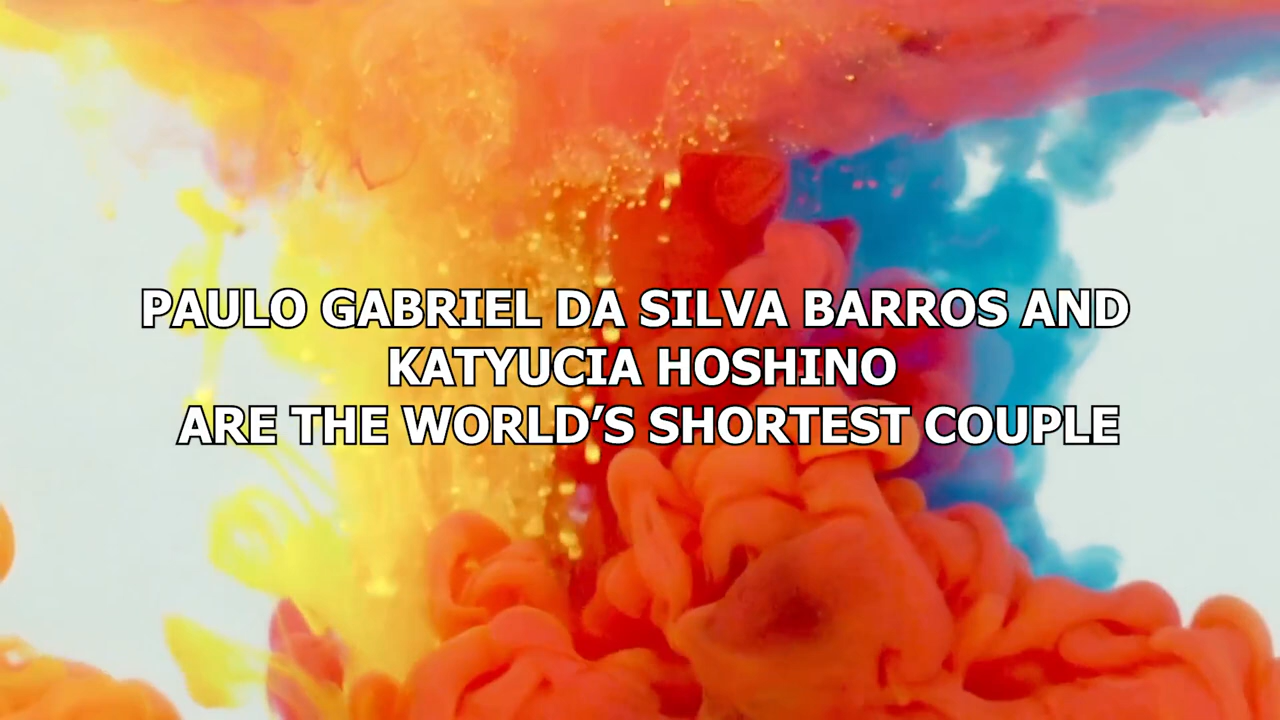 PAULO GABRIEL DA SILVA BARROS AND
KATYUCIA HOSHINO
ARE THE WORLD’S SHORTEST COUPLE